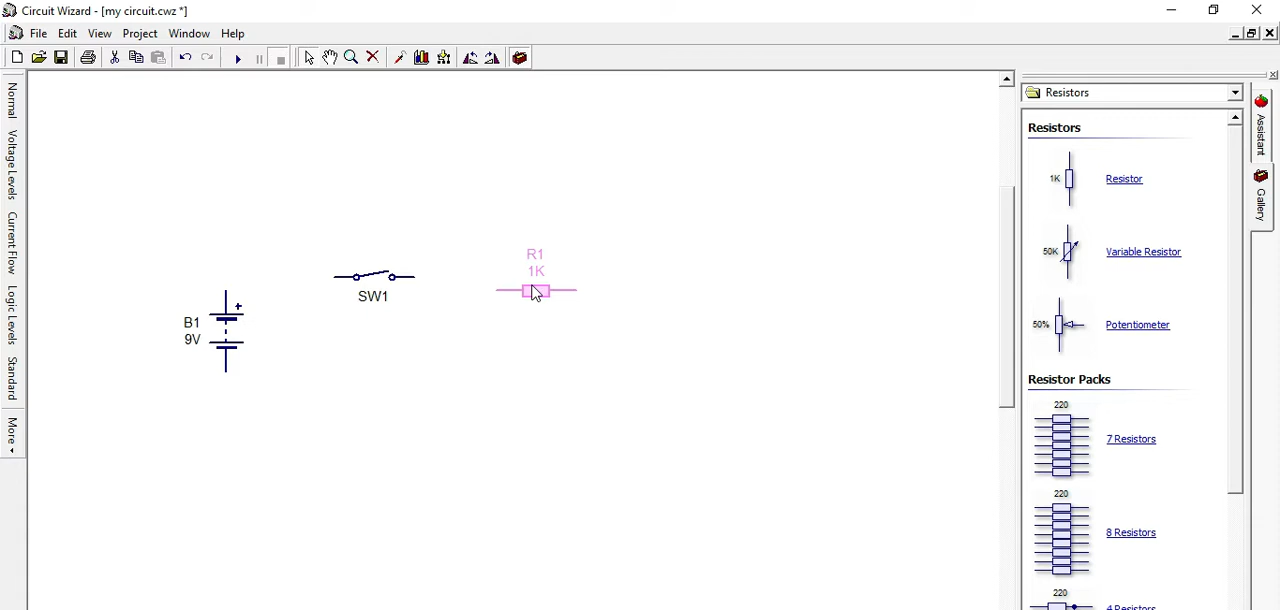 Circuit Wizard - [my circuit.cwz *]
File Edit View Project Window Help
Normal
Voltage Levels
Current Flow
Logic Levels
Standard
More
B1
9V
+
SW1
R1
1K
Resistors
Resistors
1K Resistor
50K Variable Resistor
50% Potentiometer
Resistor Packs
220
7 Resistors
220
8 Resistors
220
4 Resistors
Assistant
Gallery